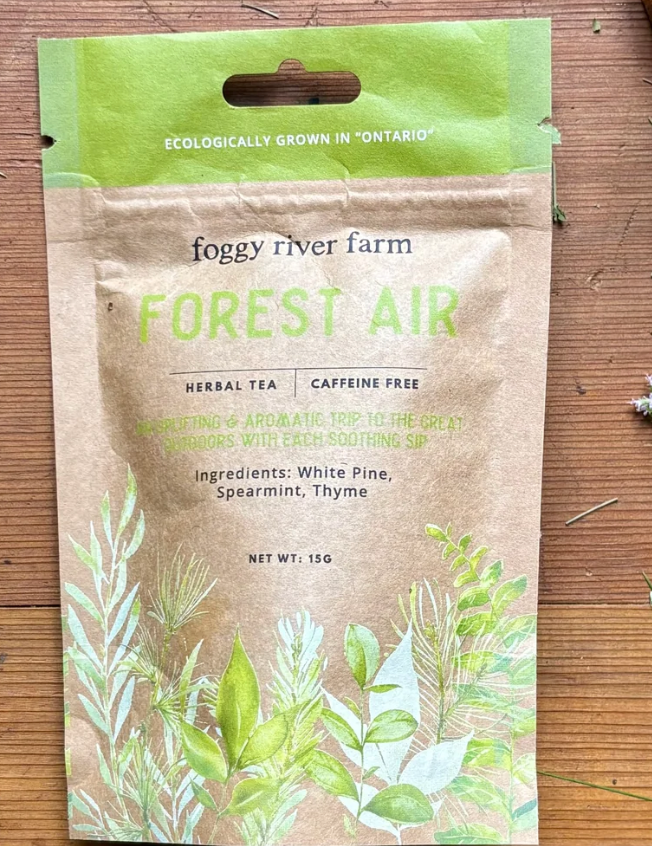 ECOLOGICALLY GROWN IN "ONTARIO"
foggy river farm
FOREST AIR
HERBAL TEA | CAFFEINE FREE
UPLIFTING & AROMATIC TRIP TO THE GREAT
OUTDOORS WITH EACH SOOTHING SIP
Ingredients: White Pine,
Spearmint, Thyme
NET WT: 15G